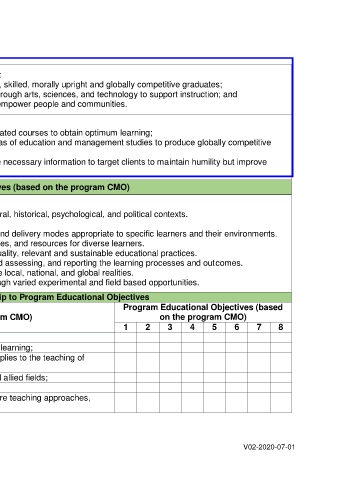 :
, skilled, morally upright and globally competitive graduates;
rough arts, sciences, and technology to support instruction; and
empower people and communities.
ated courses to obtain optimum learning;
as of education and management studies to produce globally competitive
e necessary information to target clients to maintain humility but improve
ves (based on the program CMO)
ral, historical, psychological, and political contexts.
nd delivery modes appropriate to specific learners and their environments.
es, and resources for diverse learners.
uality, relevant and sustainable educational practices.
d assessing, and reporting the learning processes and outcomes.
e local, national, and global realities.
ugh varied experimental and field based opportunities.
hip to Program Educational Objectives
m CMO)
Program Educational Objectives (based
on the program CMO)
1 2 3 4 5 6 7 8
learning;
plies to the teaching of
l allied fields;
re teaching approaches,
V02-2020-07-01